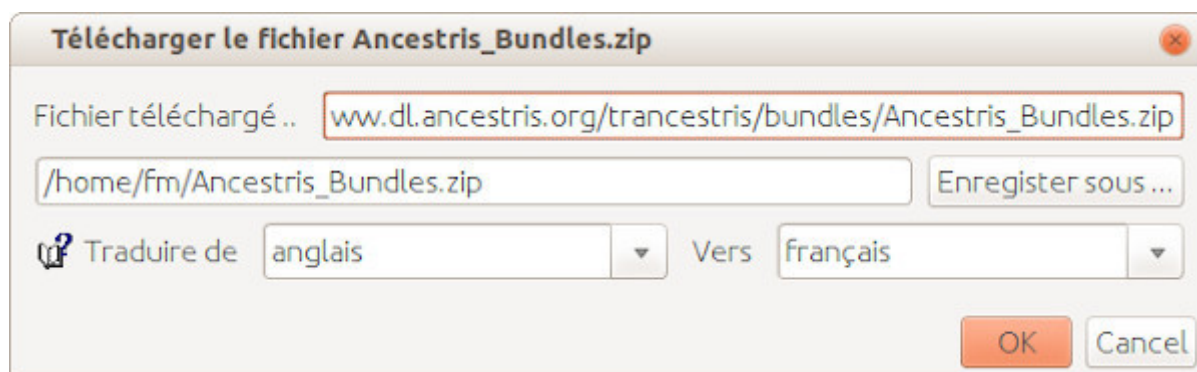 Télécharger le fichier Ancestris_Bundles.zip
Fichier téléchargé .. ww.dl.ancestris.org/trancestris/bundles/Ancestris_Bundles.zip
/home/fm/Ancestris_Bundles.zip Enregister sous ...
Traduire de anglais Vers français
OK Cancel